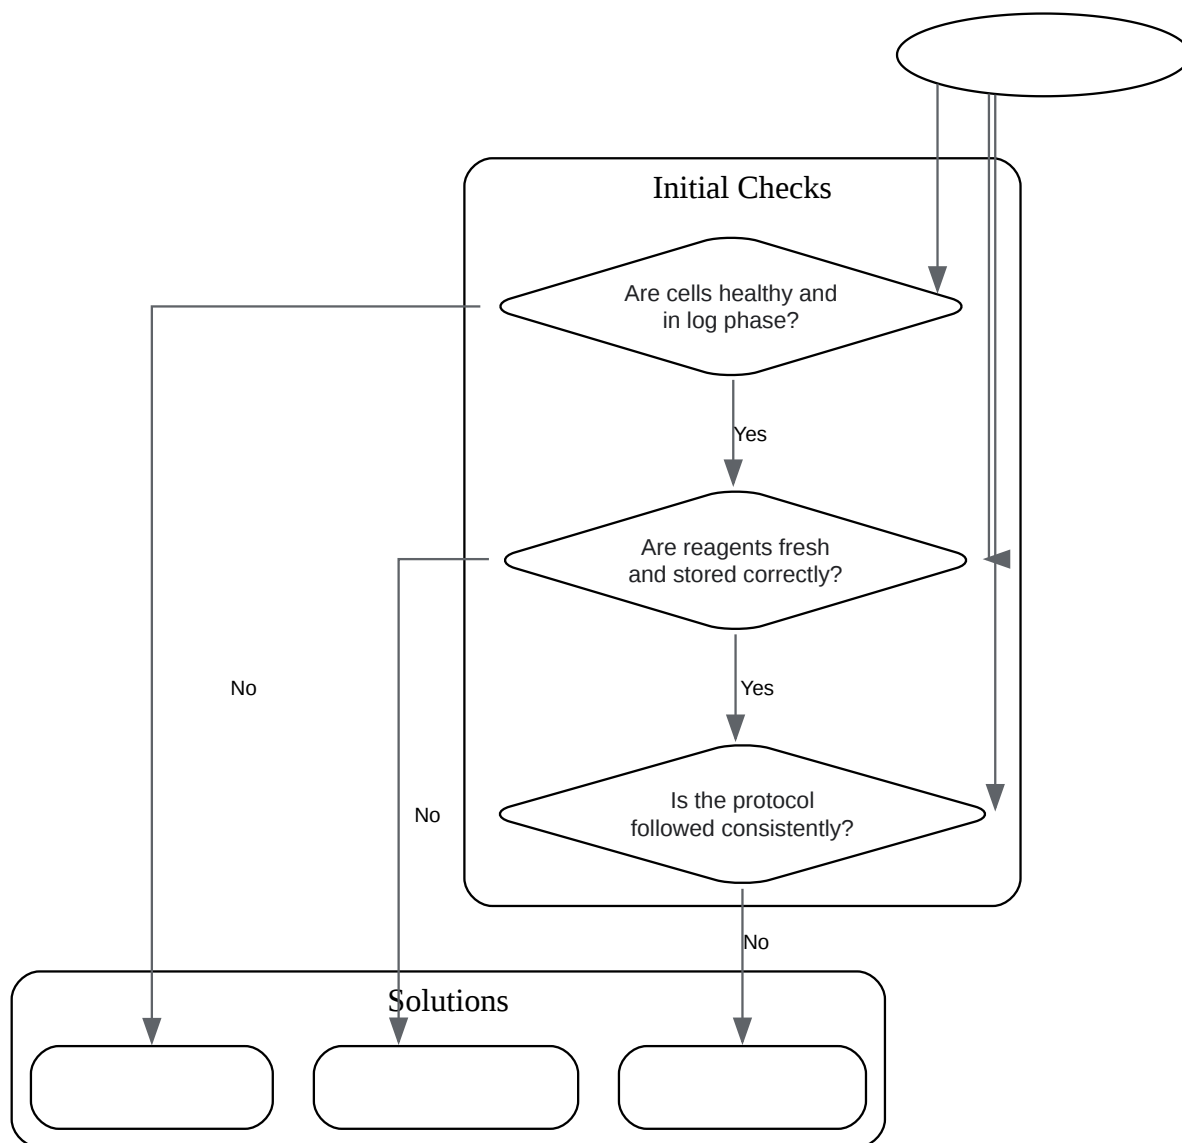 Initial Checks
Are cells healthy and
in log phase?
Yes
Are reagents fresh
and stored correctly?
No
Yes
Is the protocol
followed consistently?
No
No
Solutions